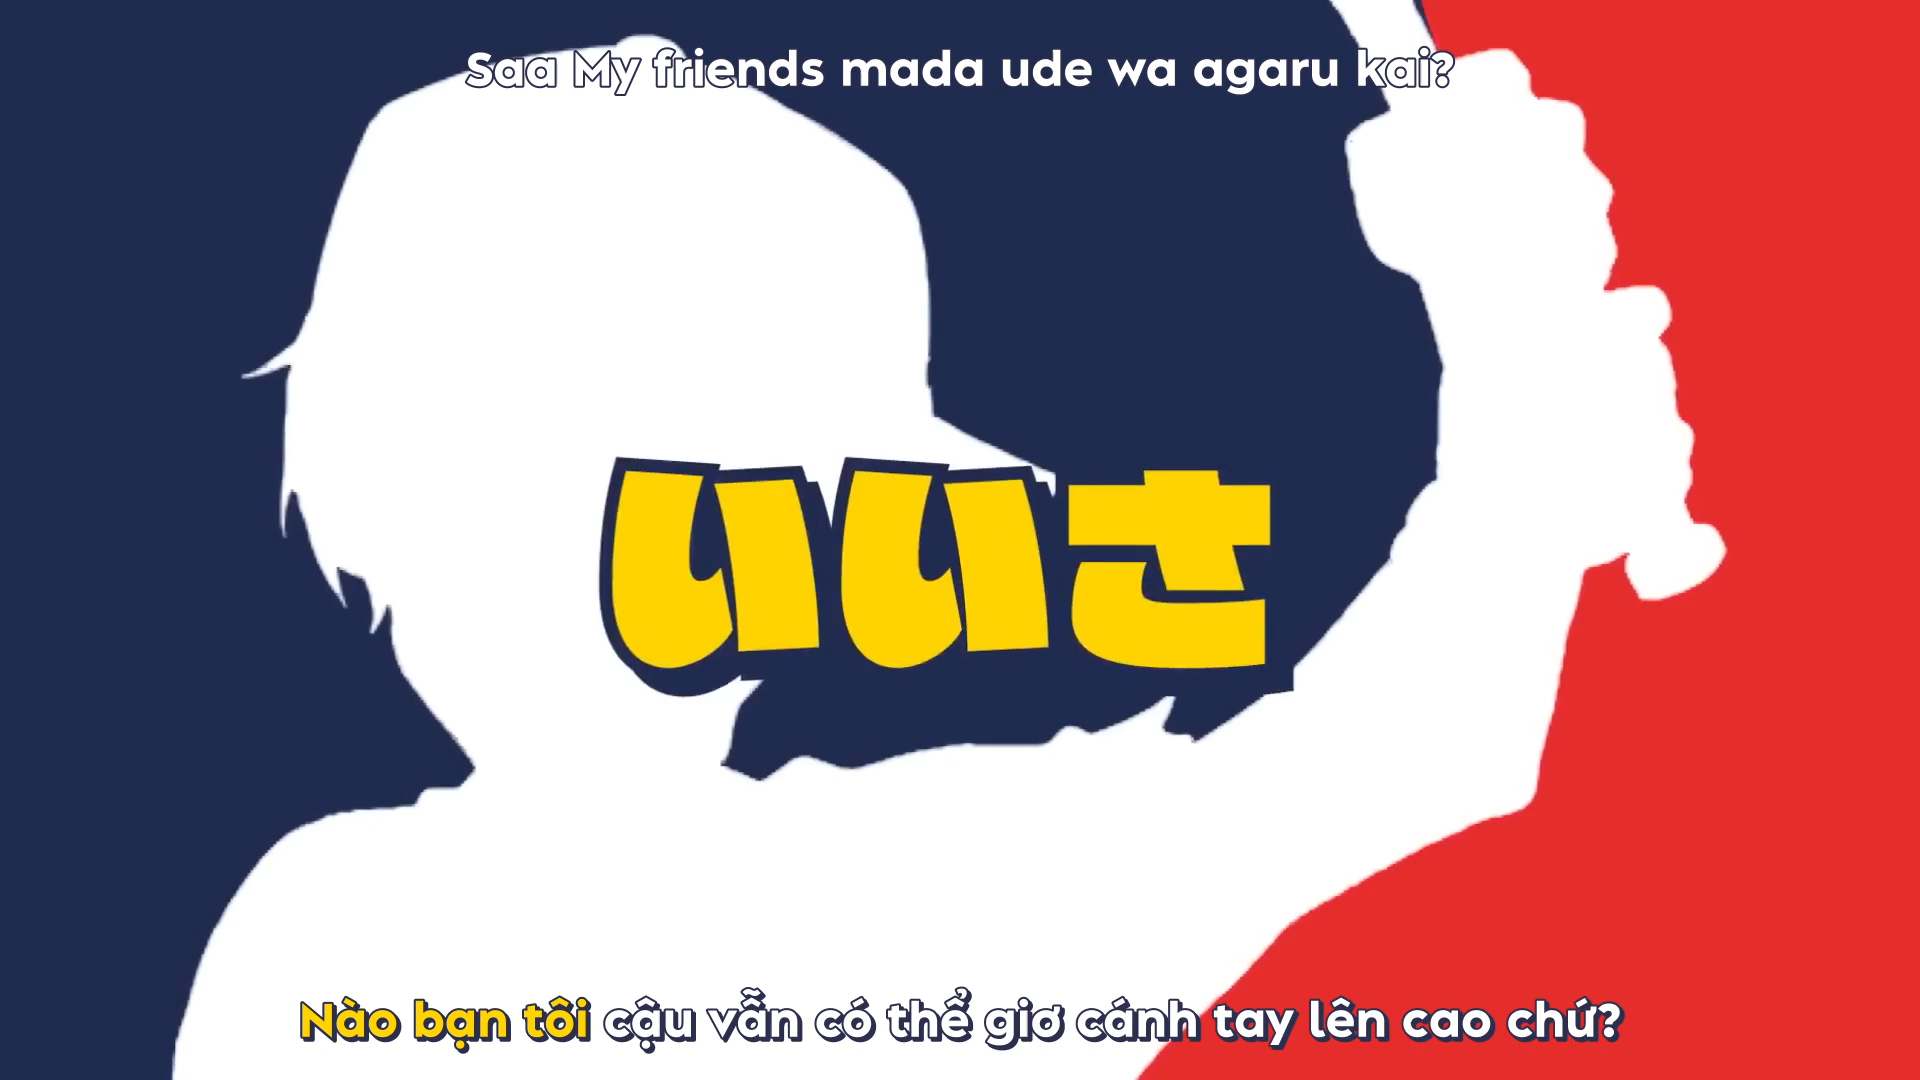 Saa My friends mada ude wa agaru kai?
いいさ
Nào bạn tôi cậu vẫn có thể giơ cánh tay lên cao chứ?